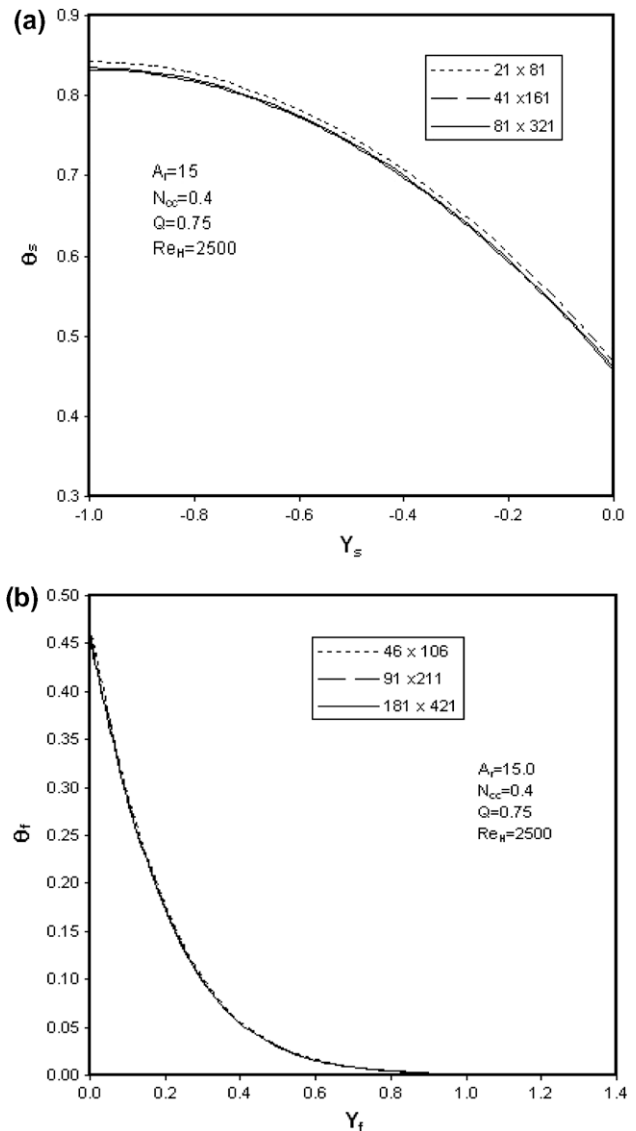 (a)
0.9
0.8
0.7
0.6
0.5
0.4
0.3
θs
21 x 81
41 x161
81 x 321
Ar=15
Ncc=0.4
Q=0.75
ReH=2500
-1.0 -0.8 -0.6 -0.4 -0.2 0.0
Ys
(b)
0.50
0.45
0.40
0.35
0.30
0.25
0.20
0.15
0.10
0.05
0.00
θf
46 x 106
91 x211
181 x 421
Ar=15.0
Ncc=0.4
Q=0.75
ReH=2500
0.0 0.2 0.4 0.6 0.8 1.0 1.2 1.4
Yf